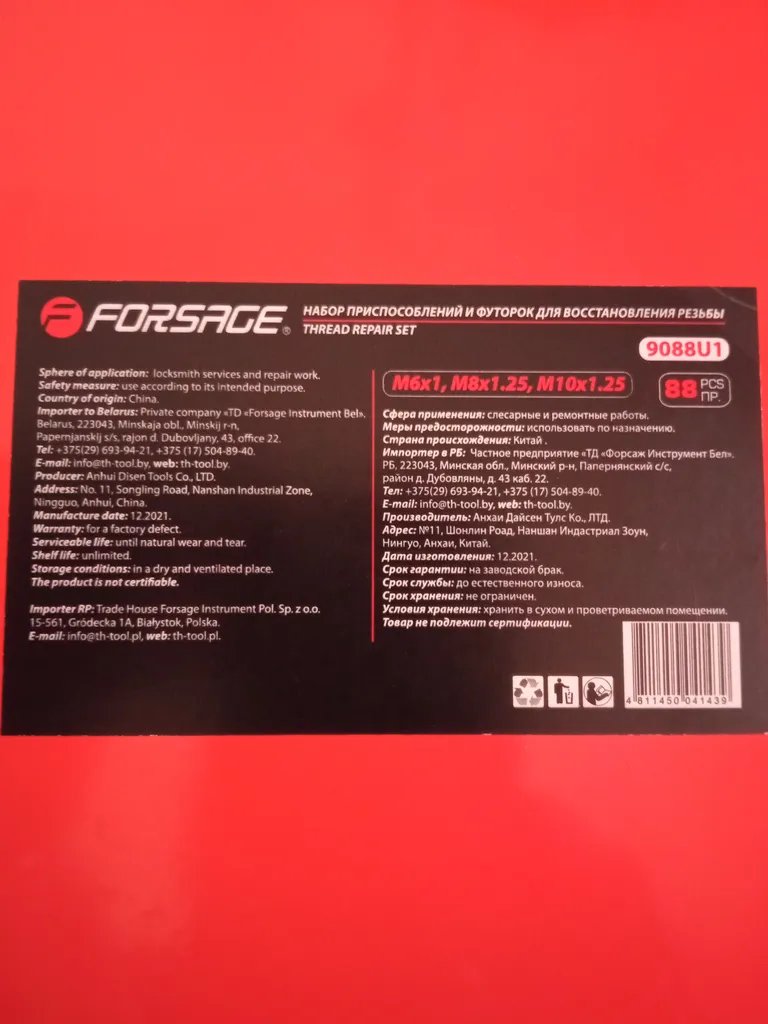 FORSAGE®
НАБОР ПРИСПОСОБЛЕНИЙ И ФУТОРОК ДЛЯ ВОССТАНОВЛЕНИЯ РЕЗЬБЫ
THREAD REPAIR SET
9088U1
Sphere of application: locksmith services and repair work.
Safety measure: use according to its intended purpose.
Country of origin: China.
Importer to Belarus: Private company «TD «Forsage Instrument Bel».
Belarus, 223043, Minskaja obl., Minskij r-n,
Papernjanskij s/s, rajon d. Dubovljany, 43, office 22.
Tel: +375(29) 693-94-21, +375 (17) 504-89-40.
E-mail: info@th-tool.by, web: th-tool.by.
Producer: Anhui Disen Tools Co., LTD.
Address: No. 11, Songling Road, Nanshan Industrial Zone,
Ningguo, Anhui, China.
Manufacture date: 12.2021.
Warranty: for a factory defect.
Serviceable life: until natural wear and tear.
Shelf life: unlimited.
Storage conditions: in a dry and ventilated place.
The product is not certifiable.
Importer RP: Trade House Forsage Instrument Pol. Sp. z o.o.
15-561, Gródecka 1A, Białystok, Polska.
E-mail: info@th-tool.pl, web: th-tool.pl.
M6x1, M8x1.25, M10x1.25
88 PCS
ПР.
Сфера применения: слесарные и ремонтные работы.
Меры предосторожности: использовать по назначению.
Страна происхождения: Китай .
Импортер в РБ: Частное предприятие «ТД «Форсаж Инструмент Бел».
РБ, 223043, Минская обл., Минский р-н, Папернянский с/с,
район д. Дубовляны, д. 43 каб. 22.
Тел.: +375(29) 693-94-21, +375 (17) 504-89-40.
E-mail: info@th-tool.by, web: th-tool.by.
Производитель: Анхаи Дайсен Тулс Ко., ЛТД.
Адрес: №11, Шонлин Роад, Наншан Индастриал Зоун,
Нингуо, Анхаи, Китай.
Дата изготовления: 12.2021.
Срок гарантии: на заводской брак.
Срок службы: до естественного износа.
Срок хранения: не ограничен.
Условия хранения: хранить в сухом и проветриваемом помещении.
Товар не подлежит сертификации.
4 811450 041439